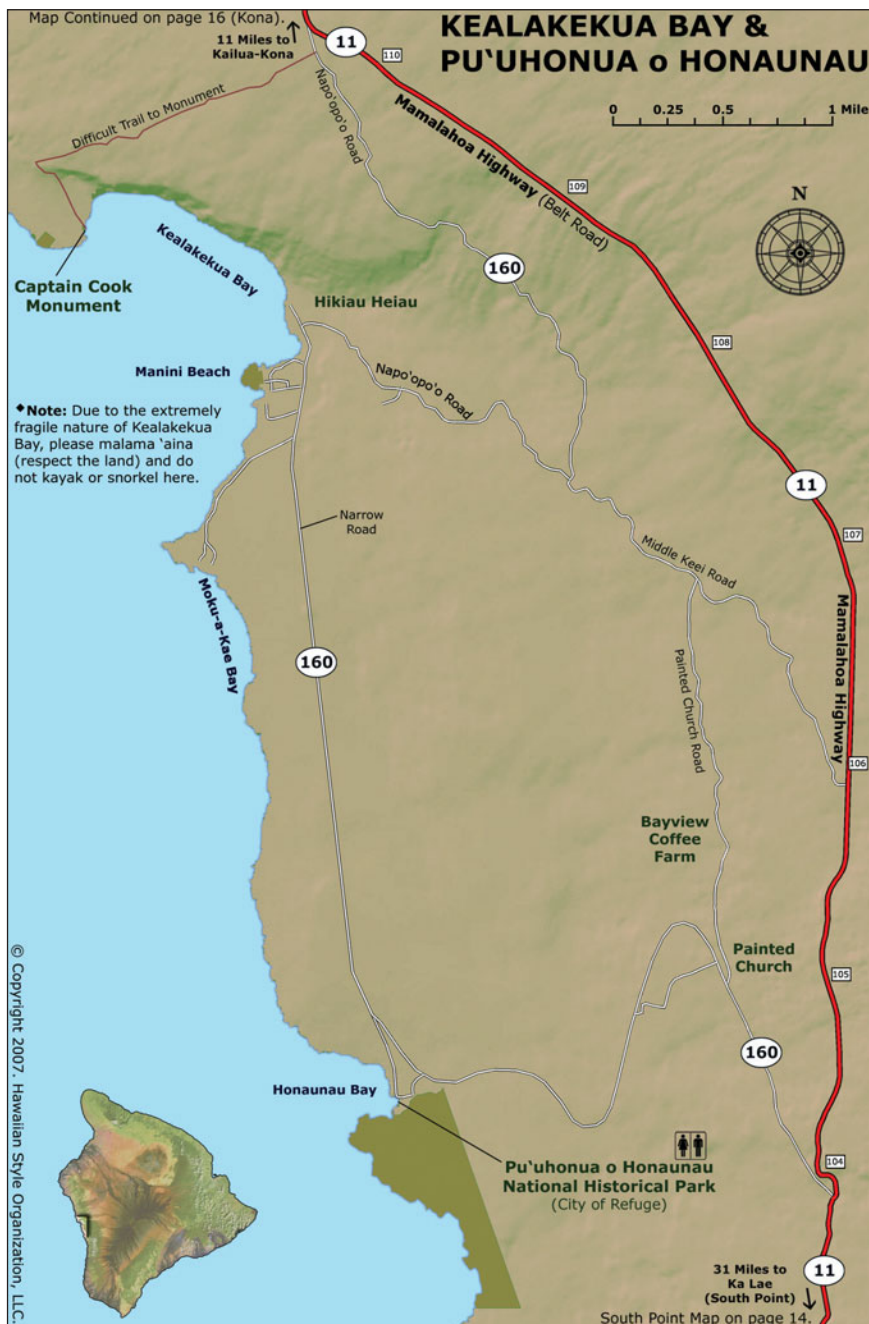 Map Continued on page 16 (Kona).
11 Miles to
Kailua-Kona
11
110
KEALAKEKUA BAY &
PU‘UHONUA o HONAUNAU
0 0.25 0.5 1 Mile
Difficult Trail to Monument
Napo‘opo‘o Road
Mamalahoa Highway (Belt Road)
109
N
160
Kealakekua Bay
Captain Cook
Monument
Hikiau Heiau
108
Manini Beach
Napo‘opo‘o Road
◆Note: Due to the extremely
fragile nature of Kealakekua
Bay, please malama ‘aina
(respect the land) and do
not kayak or snorkel here.
11
Narrow
Road
107
Middle Keei Road
Moku-a-Kae Bay
160
Painted Church Road
Mamalahoa Highway
106
Bayview
Coffee
Farm
Painted
Church
105
160
Honaunau Bay
104
Pu‘uhonua o Honaunau
National Historical Park
(City of Refuge)
31 Miles to
Ka Lae
(South Point)
11
South Point Map on page 14.
© Copyright 2007. Hawaiian Style Organization, LLC.